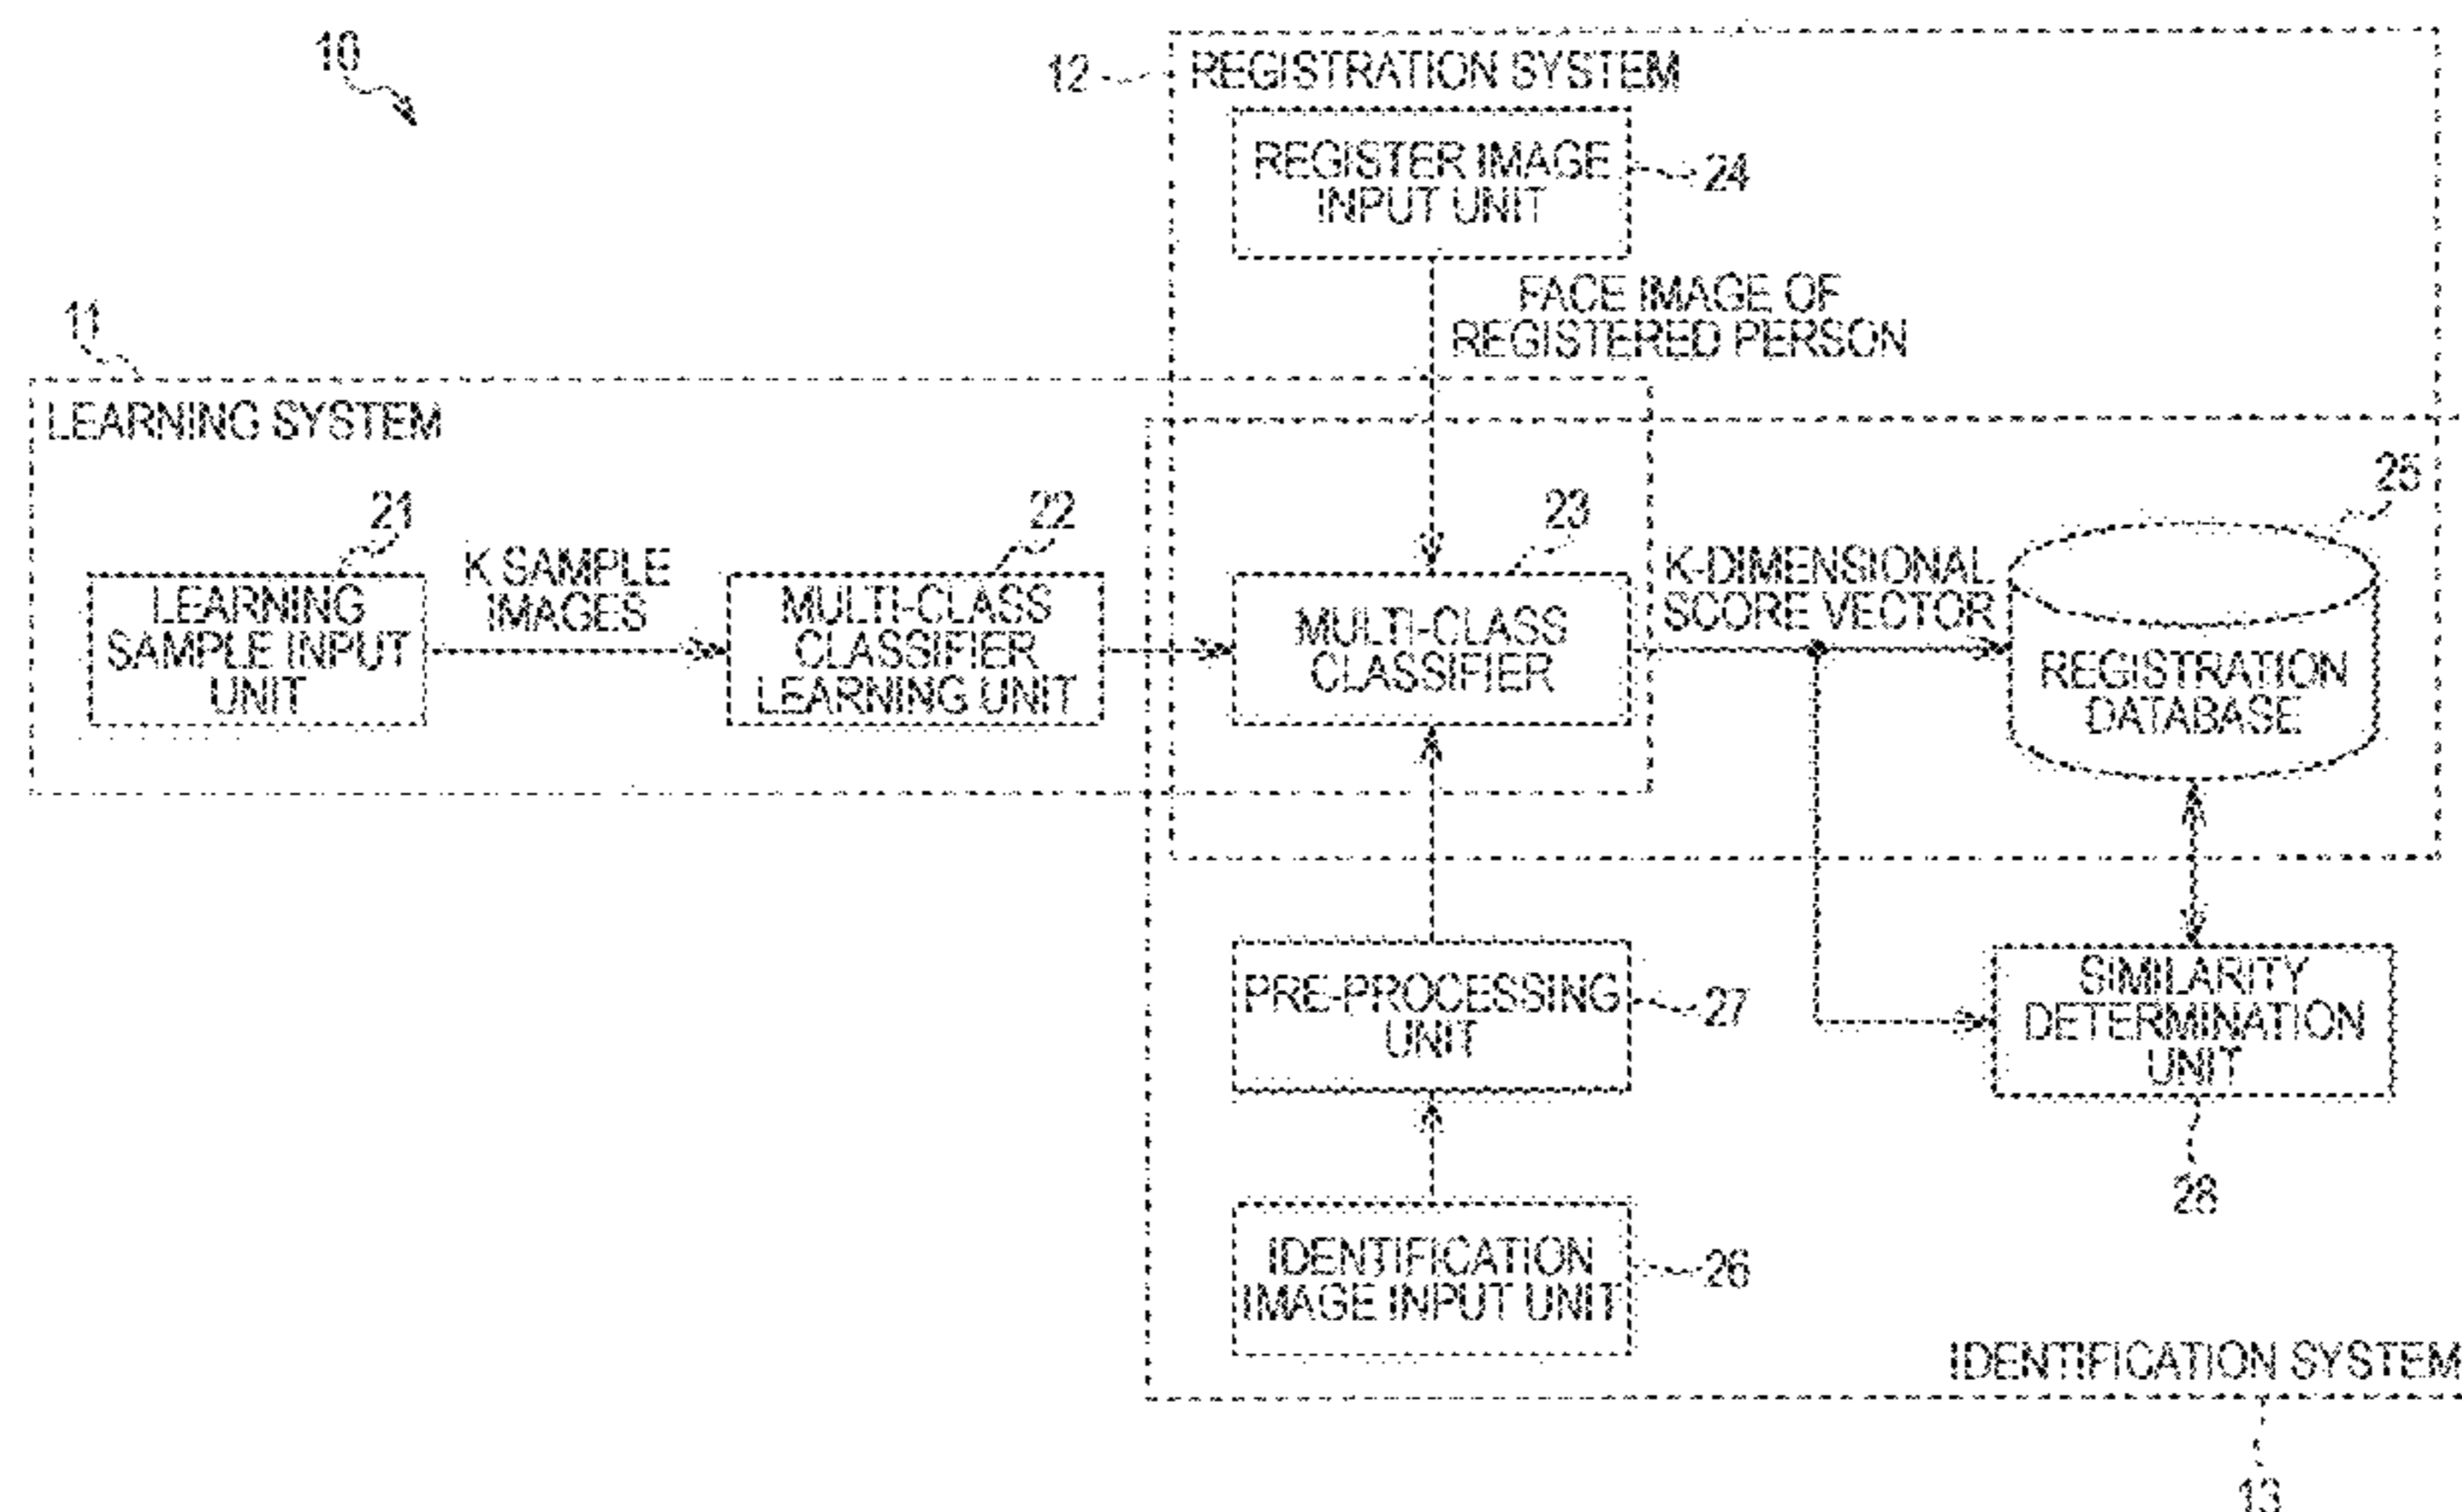 10
12
REGISTRATION SYSTEM
REGISTER IMAGE
INPUT UNIT
24
FACE IMAGE OF
REGISTERED PERSON
11
LEARNING SYSTEM
21
LEARNING
SAMPLE INPUT
UNIT
K SAMPLE
IMAGES
22
MULTI-CLASS
CLASSIFIER
LEARNING UNIT
23
MULTI-CLASS
CLASSIFIER
K-DIMENSIONAL
SCORE VECTOR
25
REGISTRATION
DATABASE
PRE-PROCESSING
UNIT
27
SIMILARITY
DETERMINATION
UNIT
28
IDENTIFICATION
IMAGE INPUT UNIT
26
IDENTIFICATION SYSTEM
13